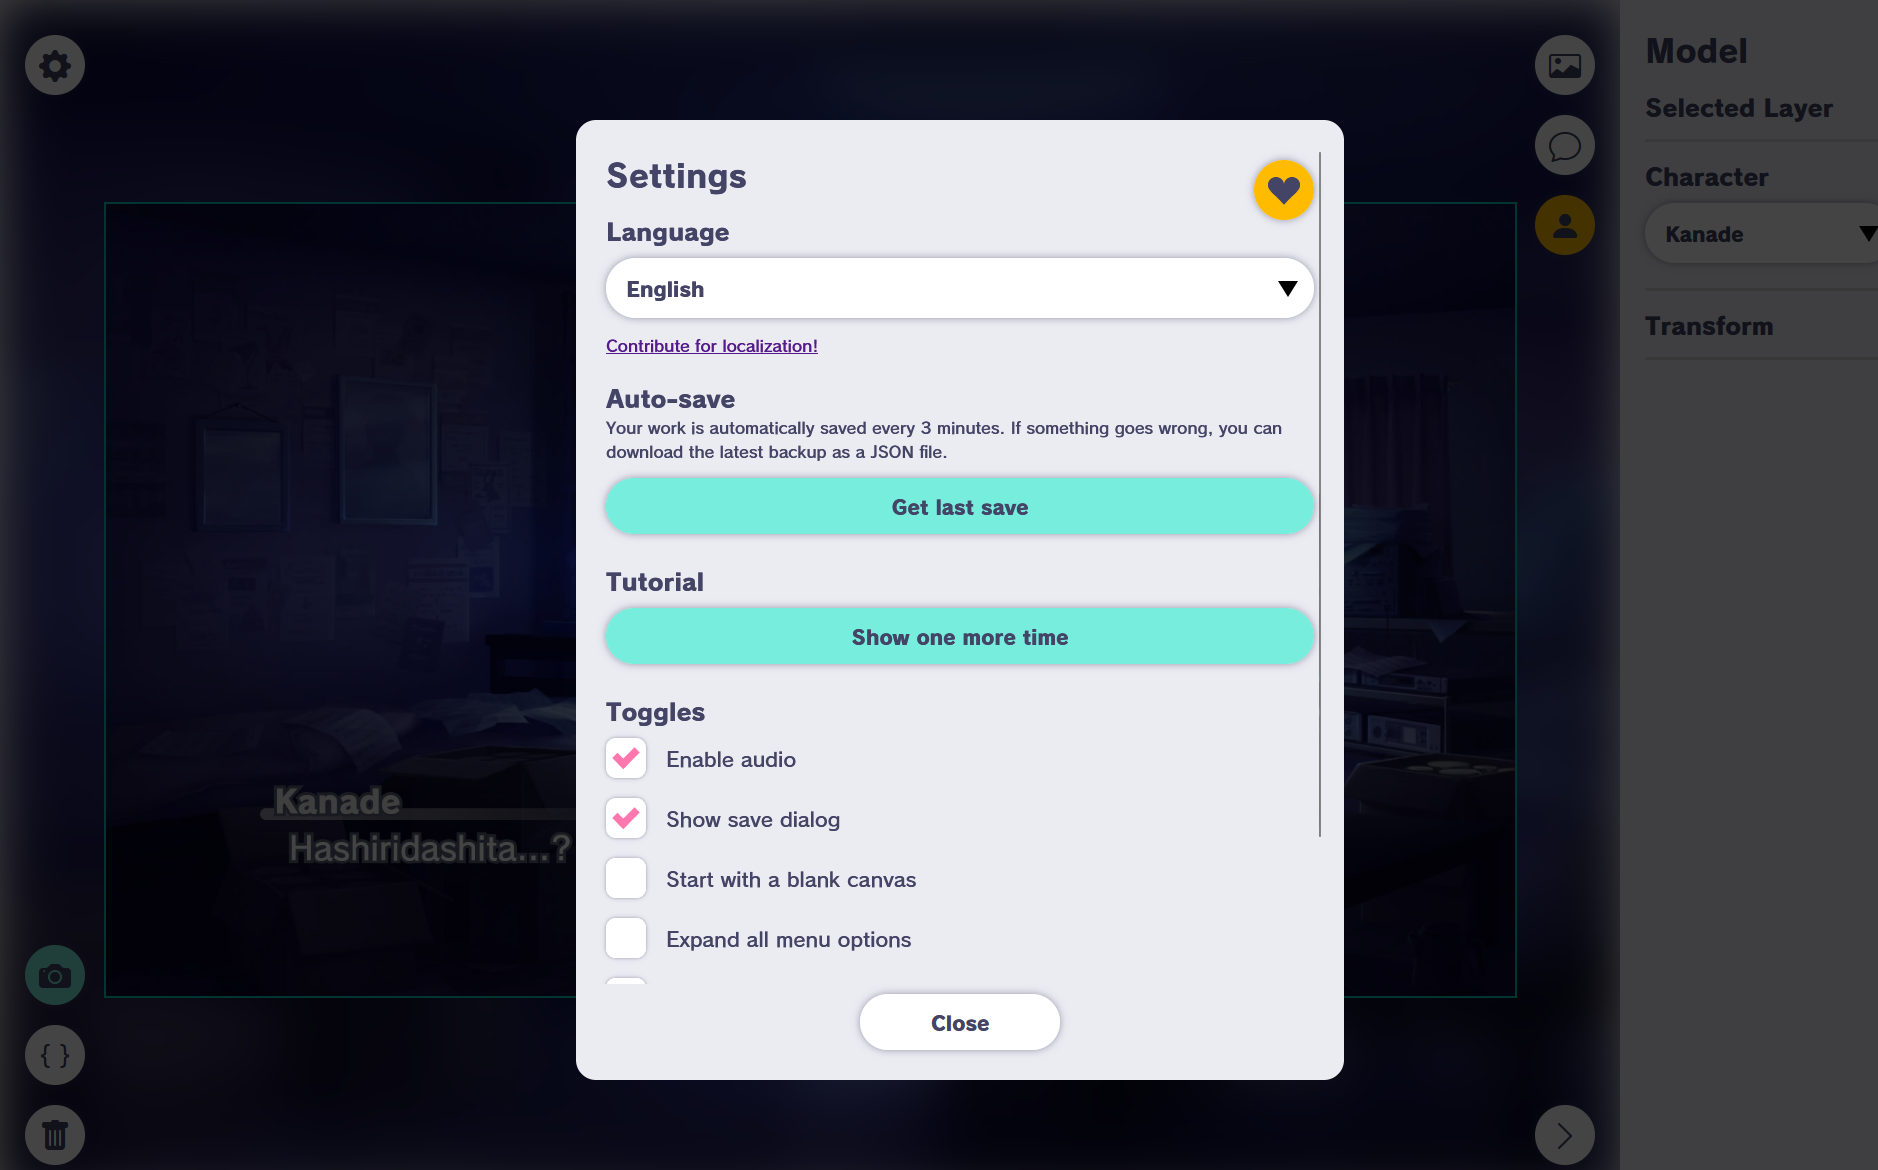 Settings
Language
English
Contribute for localization!
Auto-save
Your work is automatically saved every 3 minutes. If something goes wrong, you can
download the latest backup as a JSON file.
Get last save
Tutorial
Show one more time
Toggles
Enable audio
Show save dialog
Start with a blank canvas
Expand all menu options
Close
Kanade
Hashiridashita...?
{ }
Model
Selected Layer
Character
Kanade
Transform